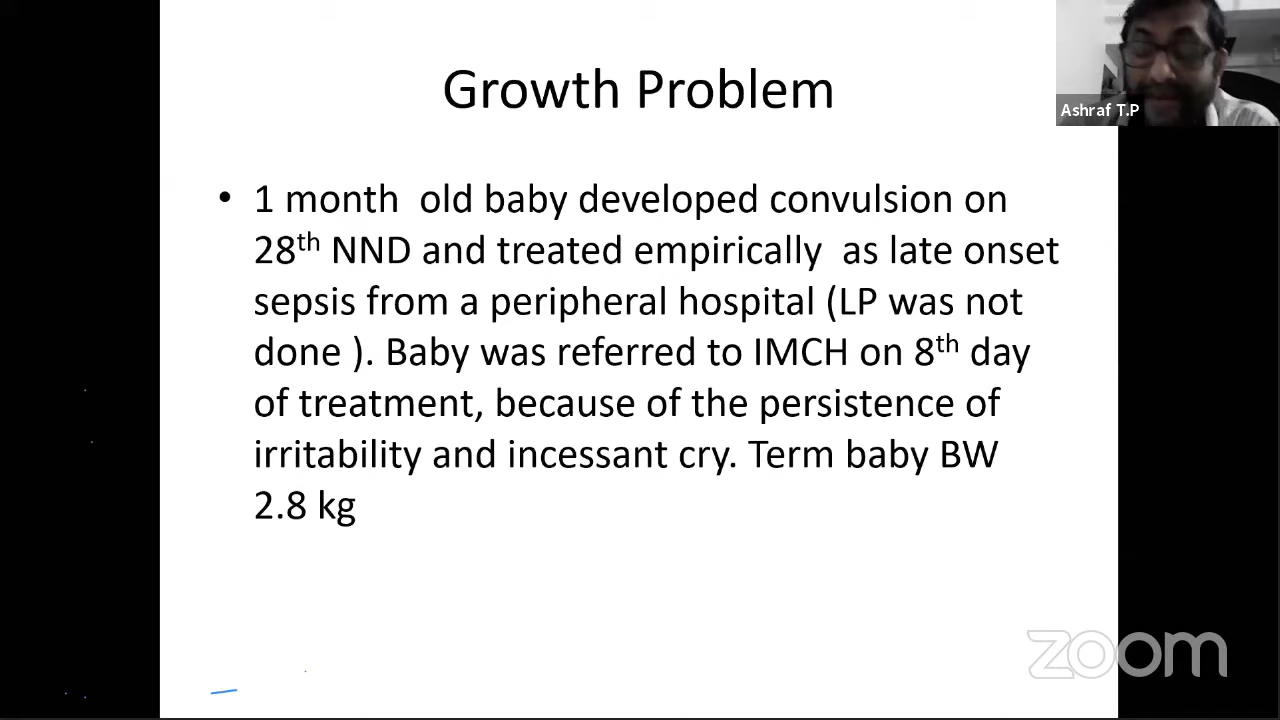 Growth Problem
Ashraf T.P
• 1 month old baby developed convulsion on
28th NND and treated empirically as late onset
sepsis from a peripheral hospital (LP was not
done ). Baby was referred to IMCH on 8th day
of treatment, because of the persistence of
irritability and incessant cry. Term baby BW
2.8 kg
zoom